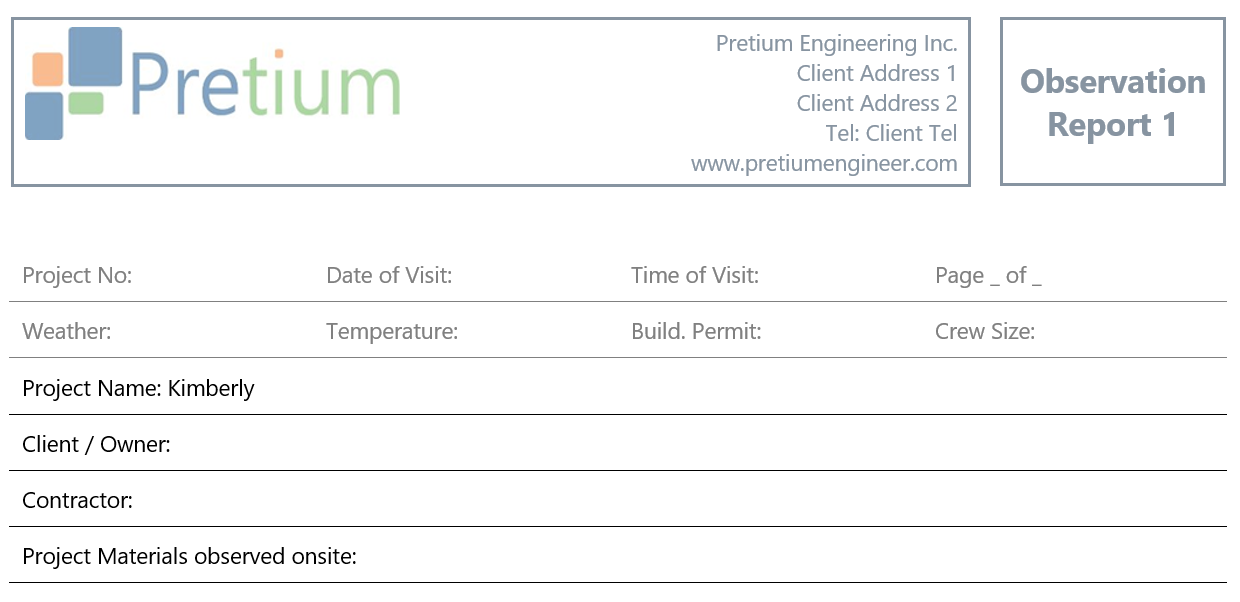 Pretium
Pretium Engineering Inc.
Client Address 1
Client Address 2
Tel: Client Tel
www.pretiumengineer.com
Observation
Report 1
Project No: Date of Visit: Time of Visit: Page _ of _
Weather: Temperature: Build. Permit: Crew Size:
Project Name: Kimberly
Client / Owner:
Contractor:
Project Materials observed onsite: